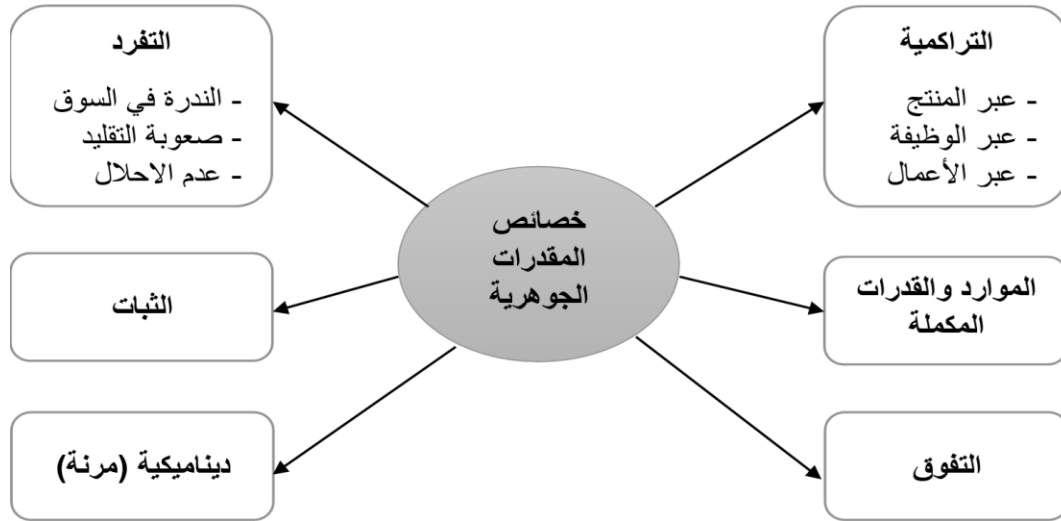 التراكمية
- عبر المنتج
- عبر الوظيفة
- عبر الأعمال
التفرد
- الندرة في السوق
- صعوبة التقليد
- عدم الاحلال
خصائص
المقدرات
الجوهرية
الموارد والقدرات
المكملة
الثبات
التفوق
ديناميكية (مرنة)